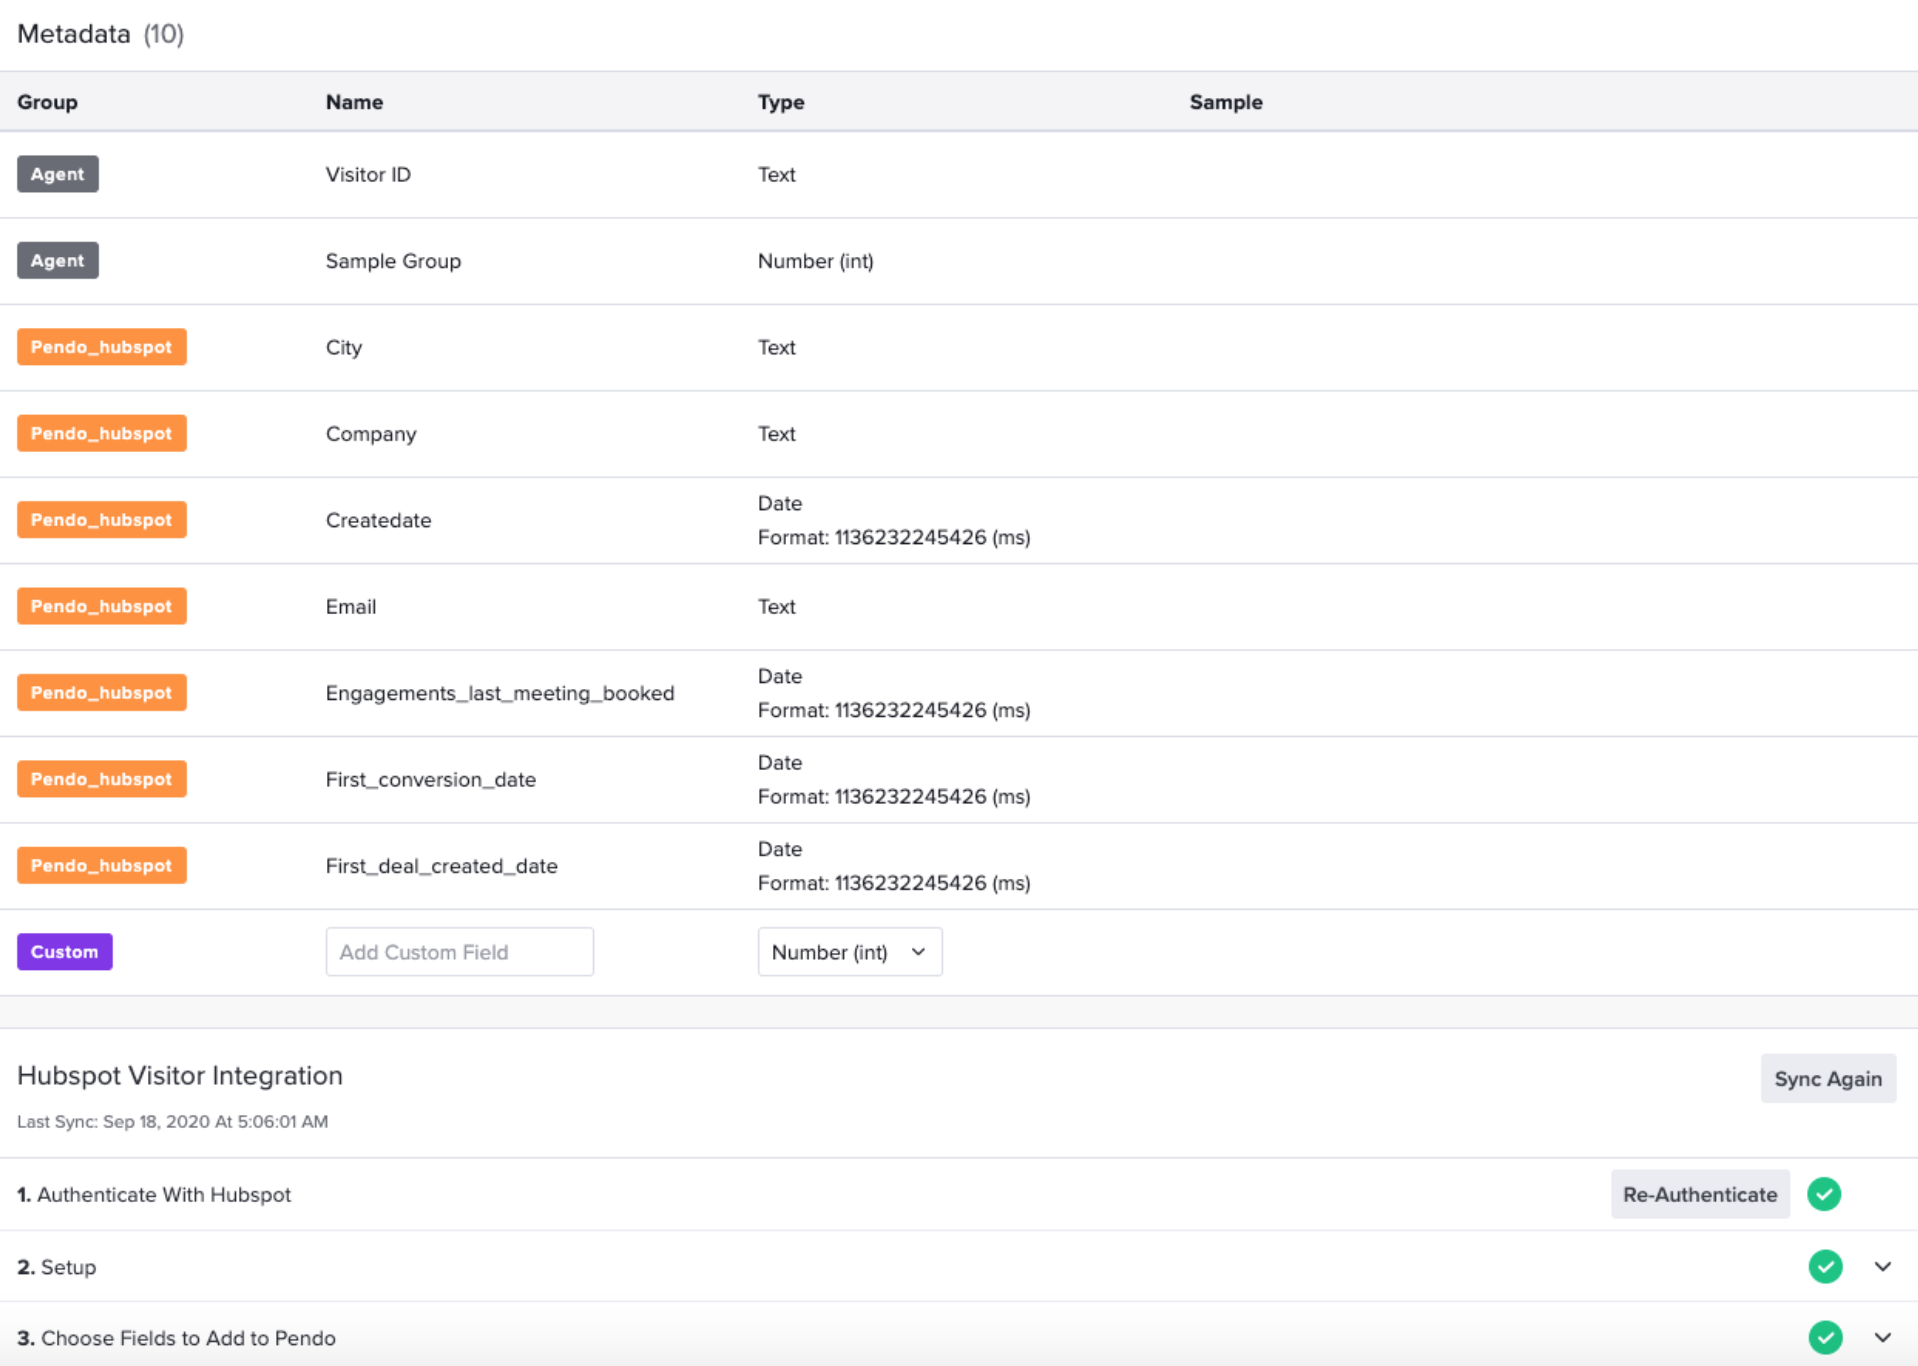 Metadata (10)
Group Name Type Sample
Agent Visitor ID Text
Agent Sample Group Number (int)
Pendo_hubspot City Text
Pendo_hubspot Company Text
Pendo_hubspot Createdate Date
Format: 1136232245426 (ms)
Pendo_hubspot Email Text
Pendo_hubspot Engagements_last_meeting_booked Date
Format: 1136232245426 (ms)
Pendo_hubspot First_conversion_date Date
Format: 1136232245426 (ms)
Pendo_hubspot First_deal_created_date Date
Format: 1136232245426 (ms)
Custom Add Custom Field Number (int)
Hubspot Visitor Integration Sync Again
Last Sync: Sep 18, 2020 At 5:06:01 AM
1. Authenticate With Hubspot Re-Authenticate
2. Setup
3. Choose Fields to Add to Pendo